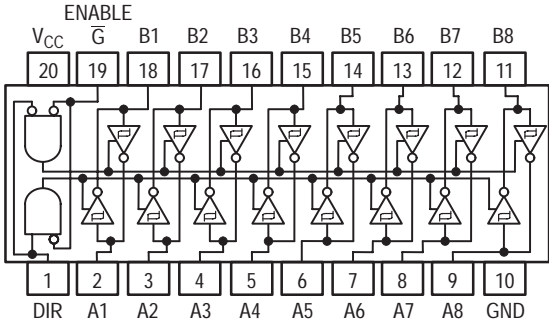 ENABLE
V_CC G̅ B1 B2 B3 B4 B5 B6 B7 B8
20 19 18 17 16 15 14 13 12 11
1 2 3 4 5 6 7 8 9 10
DIR A1 A2 A3 A4 A5 A6 A7 A8 GND